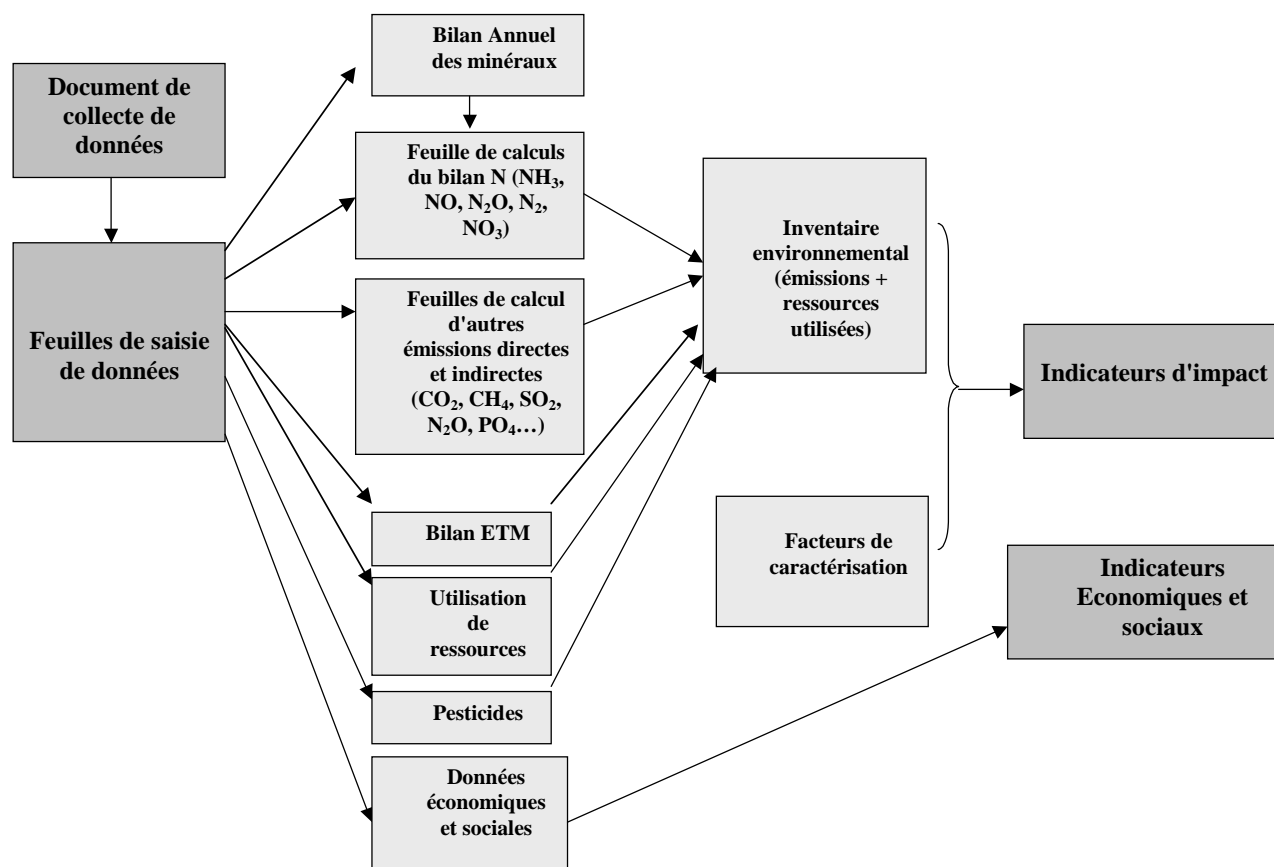 Document de
collecte de
données
Feuilles de saisie
de données
Bilan Annuel
des minéraux
Feuille de calculs
du bilan N (NH₃,
NO, N₂O, N₂,
NO₃)
Feuilles de calcul
d'autres
émissions directes
et indirectes
(CO₂, CH₄, SO₂,
N₂O, PO₄…)
Bilan ETM
Utilisation
de
ressources
Pesticides
Données
économiques
et sociales
Inventaire
environnemental
(émissions +
ressources
utilisées)
Facteurs de
caractérisation
Indicateurs d'impact
Indicateurs
Economiques et
sociaux